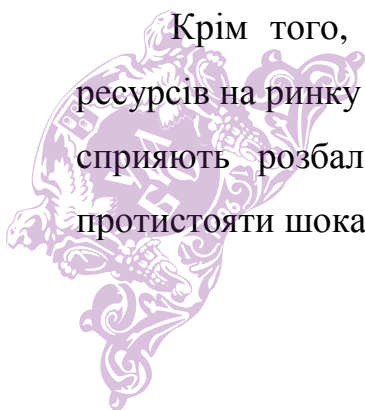 Крім того,
ресурсів на ринку
сприяють розбал
протистояти шока